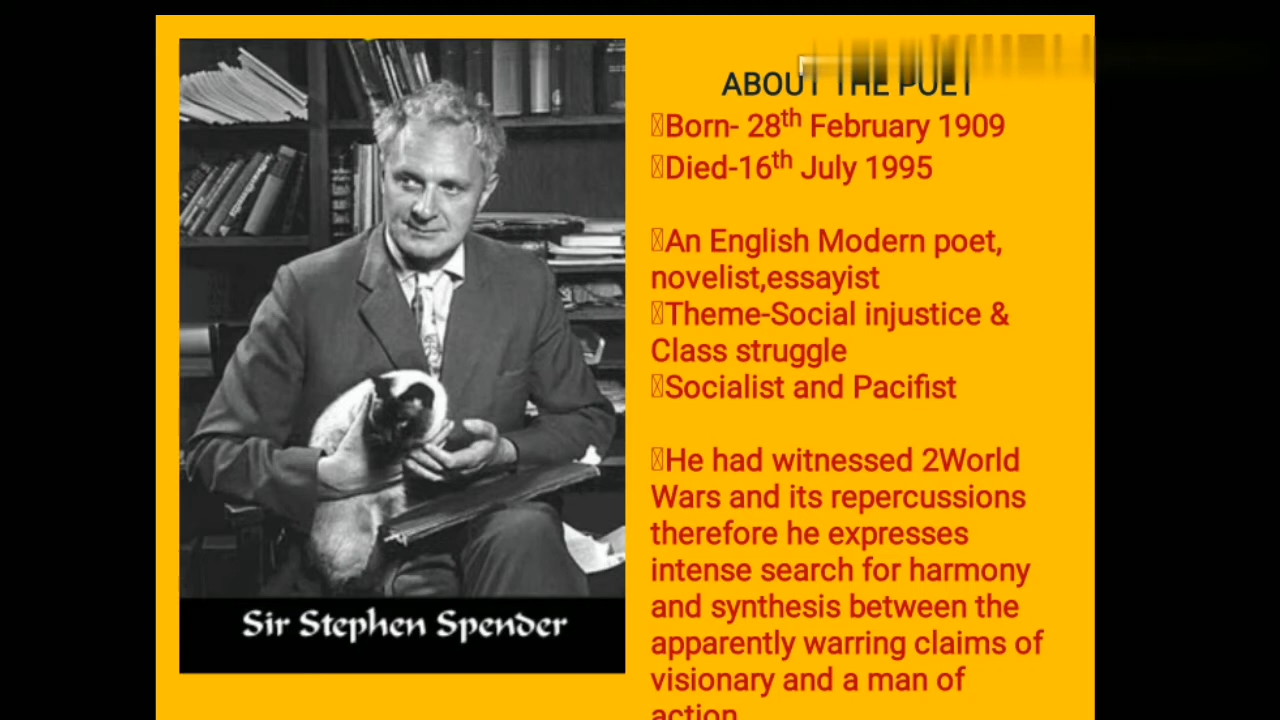 ABOUT THE POET
Born- 28th February 1909
Died-16th July 1995
An English Modern poet,
novelist,essayist
Theme-Social injustice &
Class struggle
Socialist and Pacifist
He had witnessed 2World
Wars and its repercussions
therefore he expresses
intense search for harmony
and synthesis between the
apparently warring claims of
visionary and a man of
action
Sir Stephen Spender